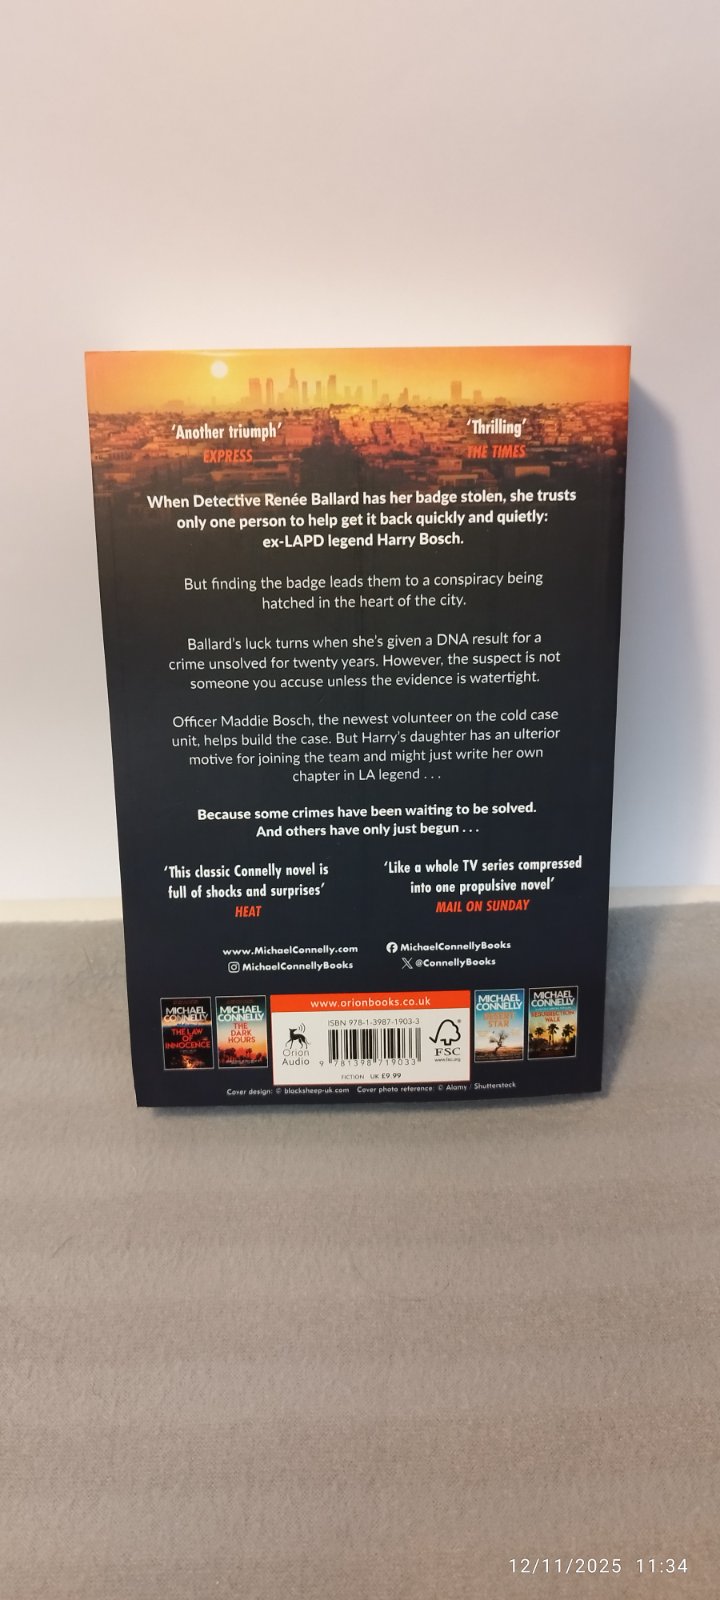 'Another triumph'
EXPRESS
'Thrilling'
THE TIMES
When Detective Renée Ballard has her badge stolen, she trusts
only one person to help get it back quickly and quietly:
ex-LAPD legend Harry Bosch.
But finding the badge leads them to a conspiracy being
hatched in the heart of the city.
Ballard's luck turns when she's given a DNA result for a
crime unsolved for twenty years. However, the suspect is not
someone you accuse unless the evidence is watertight.
Officer Maddie Bosch, the newest volunteer on the cold case
unit, helps build the case. But Harry's daughter has an ulterior
motive for joining the team and might just write her own
chapter in LA legend . . .
Because some crimes have been waiting to be solved.
And others have only just begun . . .
'This classic Connelly novel is
full of shocks and surprises'
HEAT
'Like a whole TV series compressed
into one propulsive novel'
MAIL ON SUNDAY
www.MichaelConnelly.com
MichaelConnellyBooks
MichaelConnellyBooks
@ConnellyBooks
MICHAEL
CONNELLY
THE LAW
OF
INNOCENCE
MICHAEL
CONNELLY
THE
DARK
HOURS
www.orionbooks.co.uk
Orion
Audio
ISBN 978-1-3987-1903-3
9 781398 719033
FSC
www.fsc.org
FICTION UK £9.99
MICHAEL
CONNELLY
DESERT
STAR
MICHAEL
CONNELLY
RESURRECTION
WALK
Cover design: © blacksheep-uk.com Cover photo reference: © Alamy / Shutterstock
12/11/2025 11:34